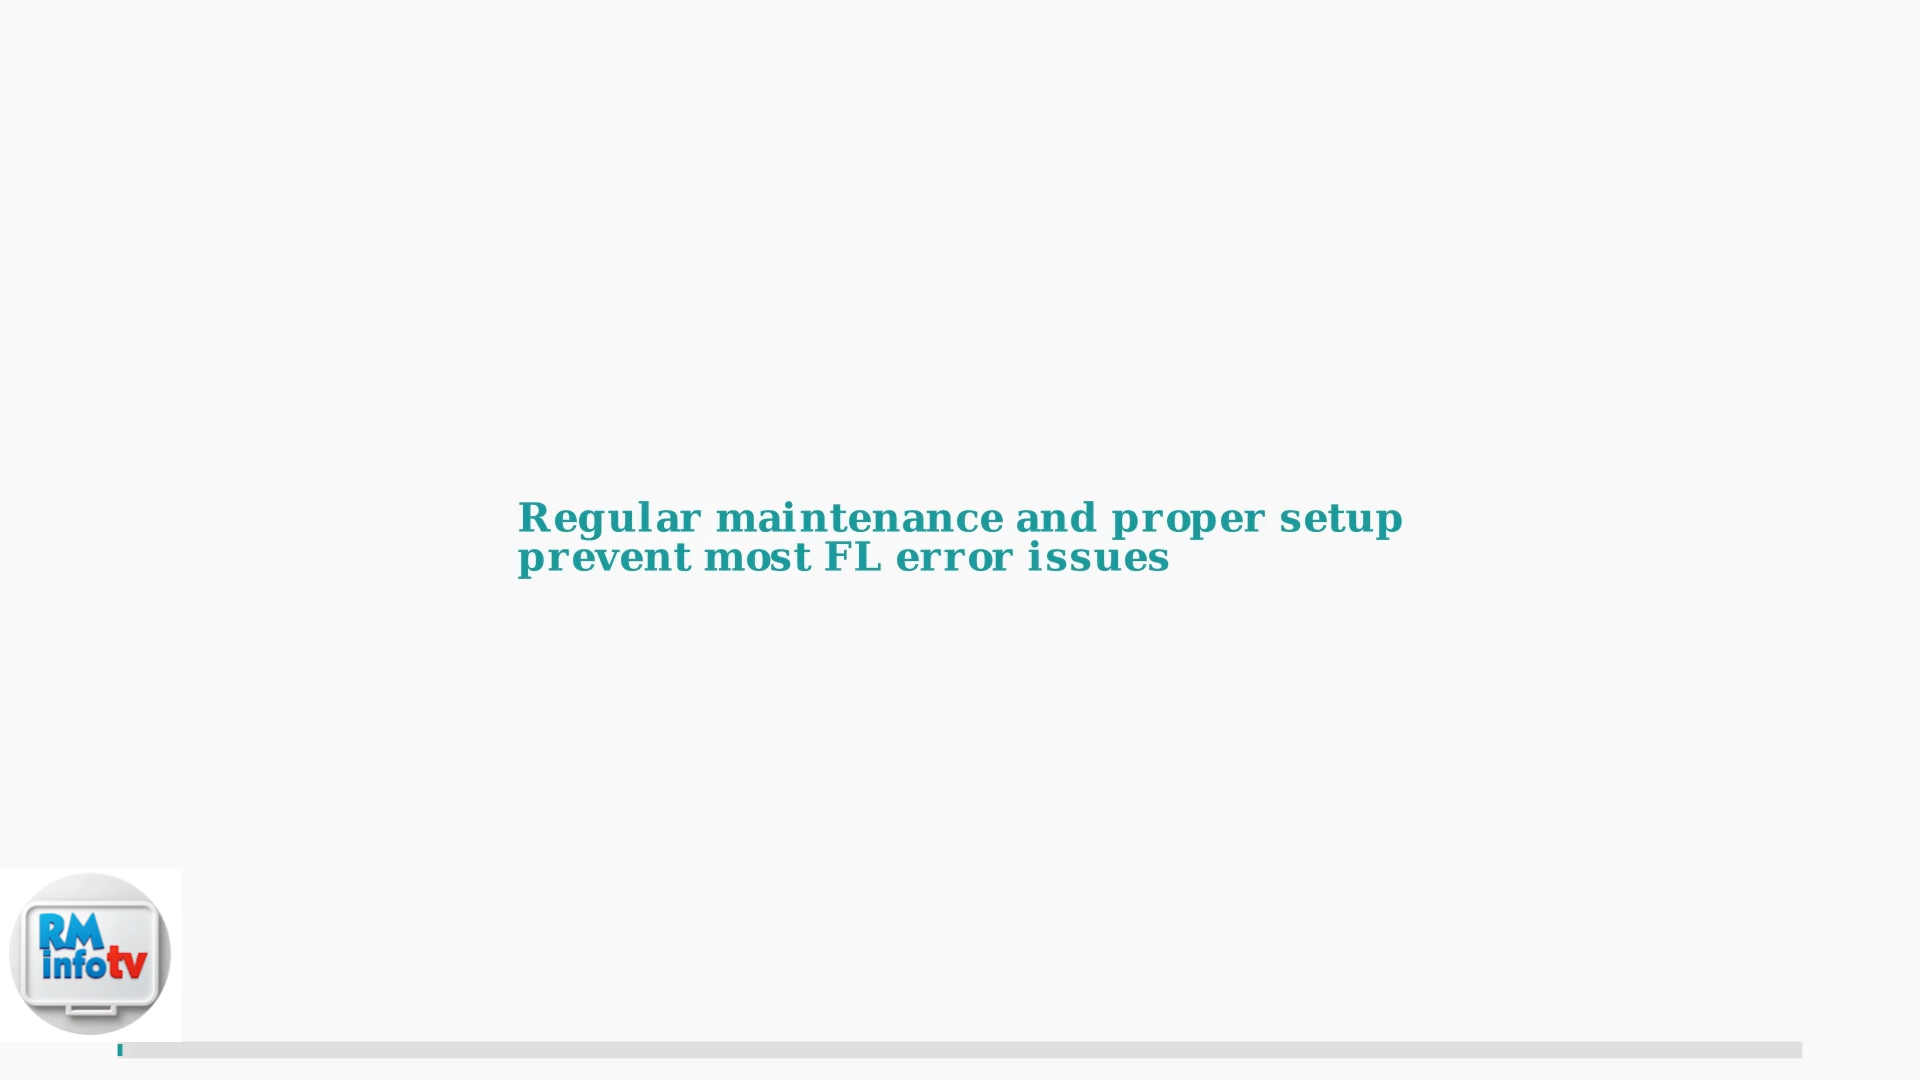 Regular maintenance and proper setup
prevent most FL error issues
RM
infotv